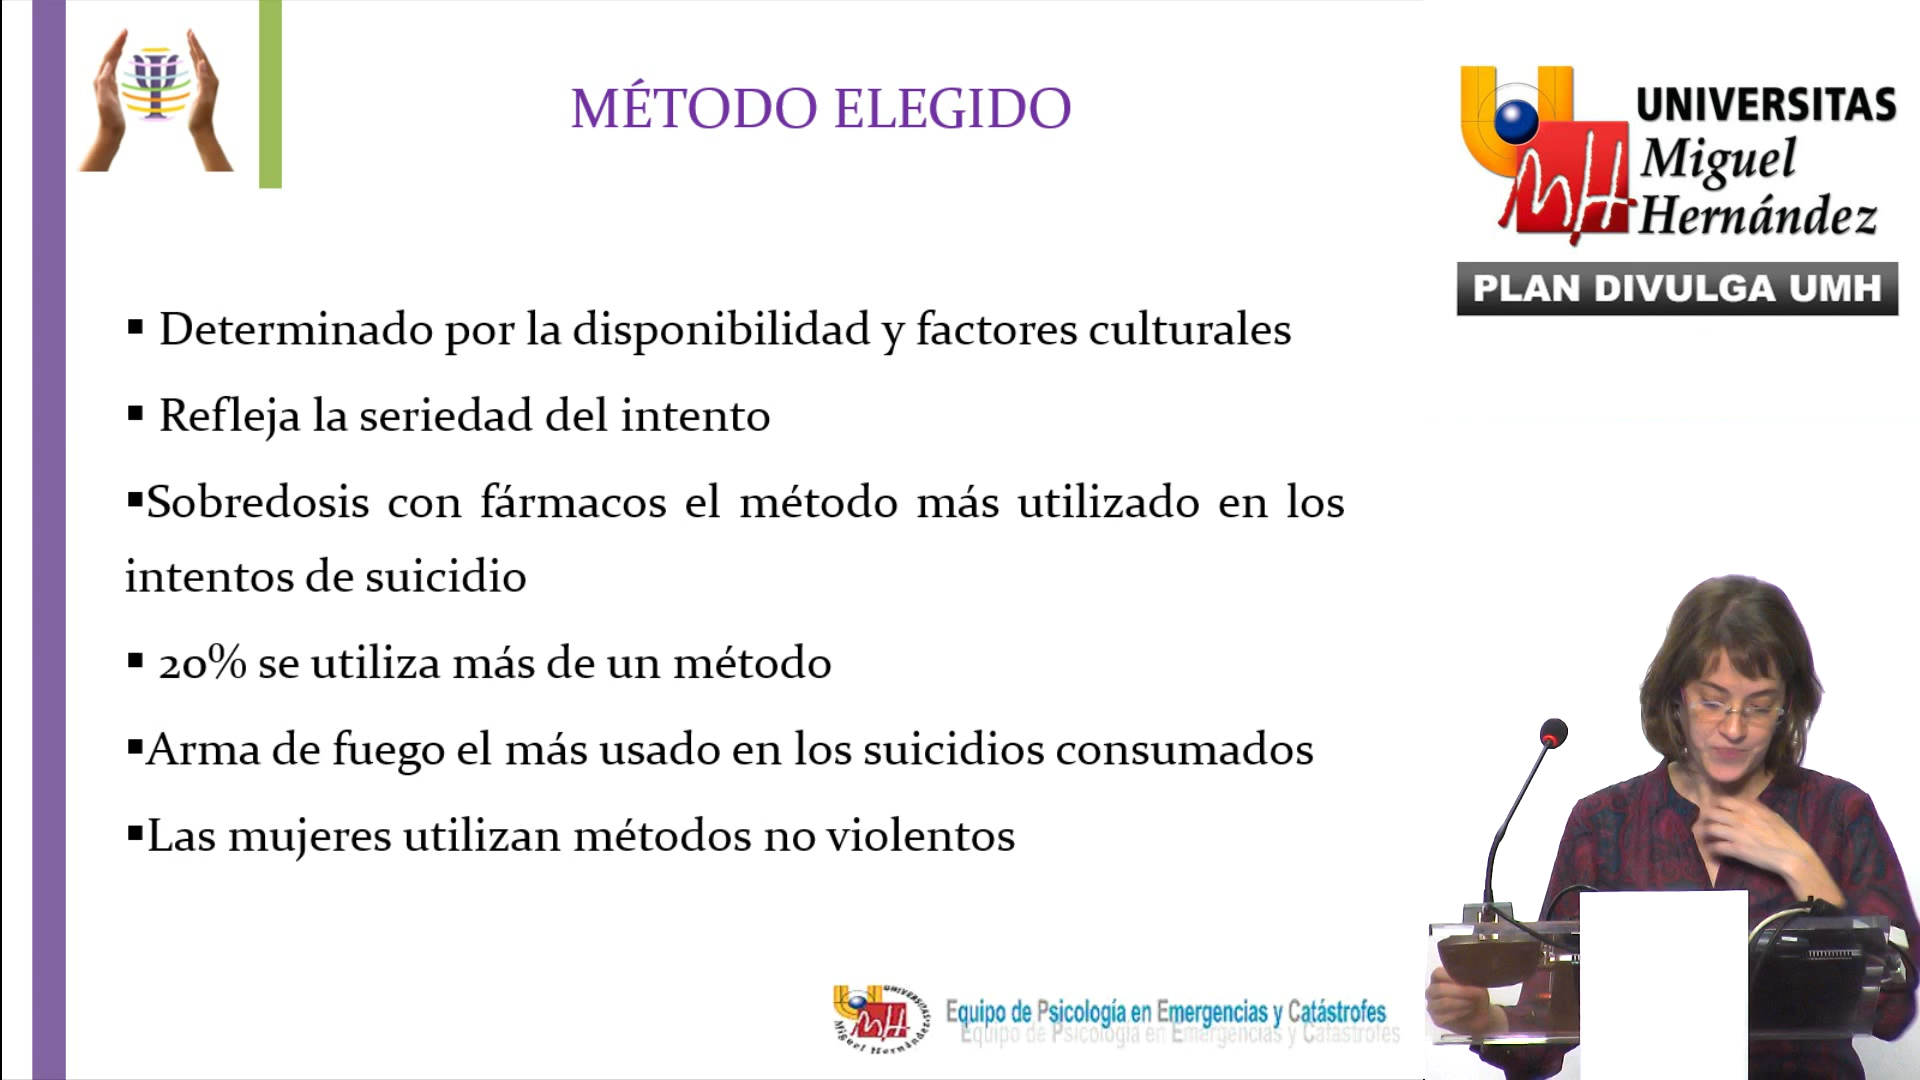 MÉTODO ELEGIDO
UNIVERSITAS
Miguel
Hernández
PLAN DIVULGA UMH
▪ Determinado por la disponibilidad y factores culturales
▪ Refleja la seriedad del intento
▪Sobredosis con fármacos el método más utilizado en los
intentos de suicidio
▪ 20% se utiliza más de un método
▪Arma de fuego el más usado en los suicidios consumados
▪Las mujeres utilizan métodos no violentos
UNIVERSITAS Miguel Hernández
Equipo de Psicología en Emergencias y Catástrofes